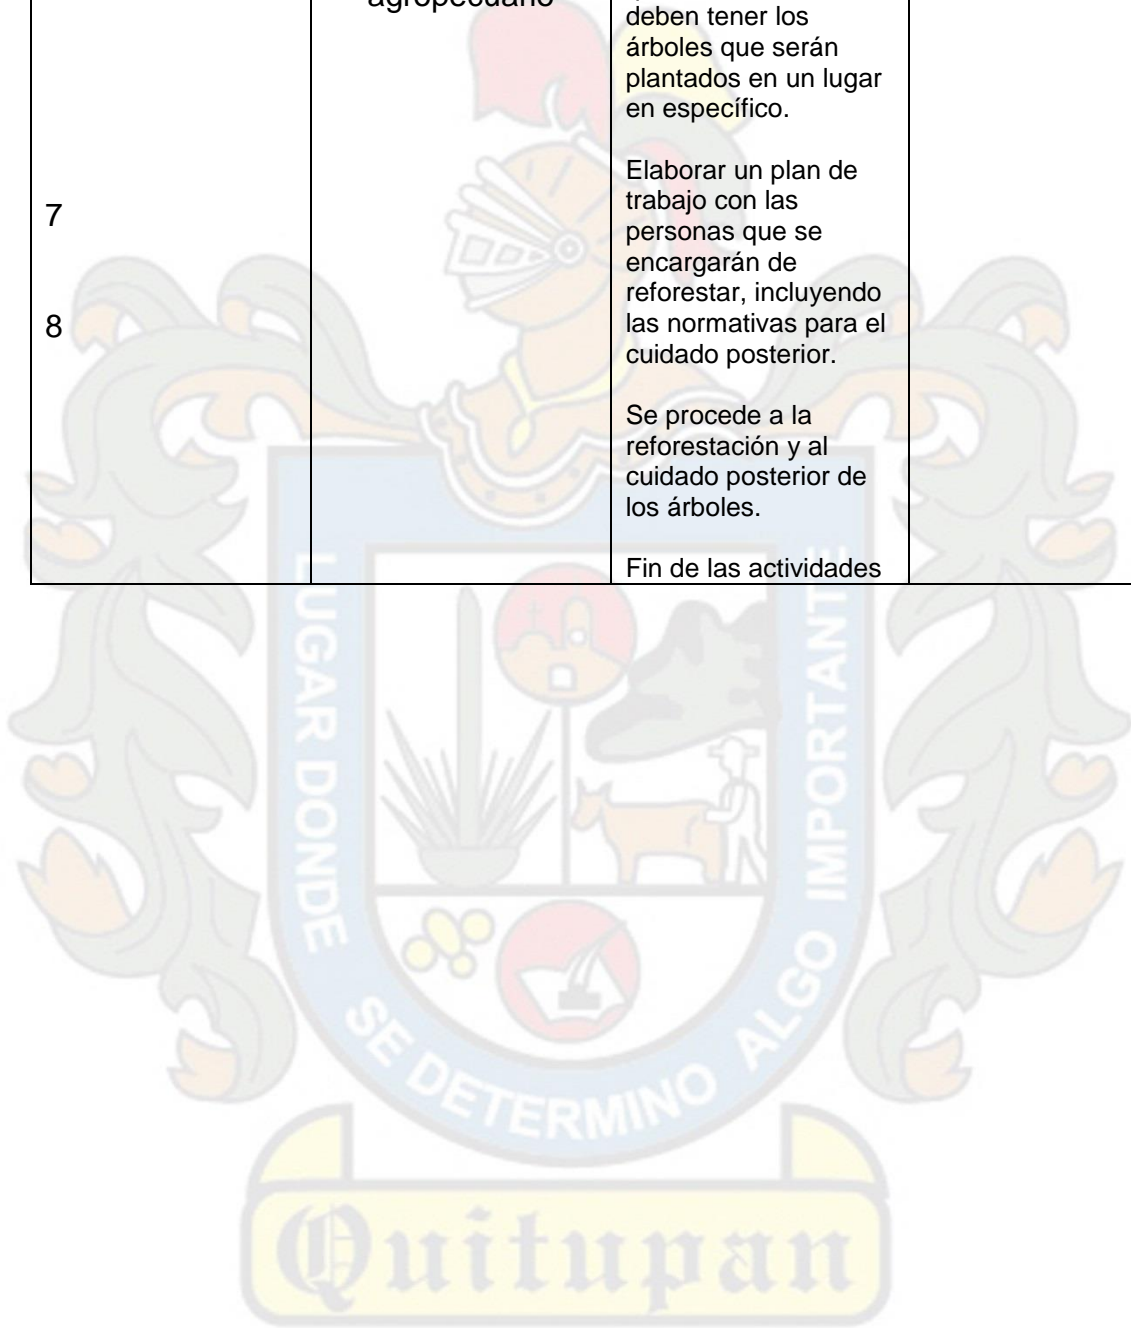 agropecuario
deben tener los
árboles que serán
plantados en un lugar
en específico.
Elaborar un plan de
trabajo con las
personas que se
encargarán de
reforestar, incluyendo
las normativas para el
cuidado posterior.
Se procede a la
reforestación y al
cuidado posterior de
los árboles.
Fin de las actividades
7
8
LUGAR DONDE SE DETERMINO ALGO IMPORTANTE
Quitupan